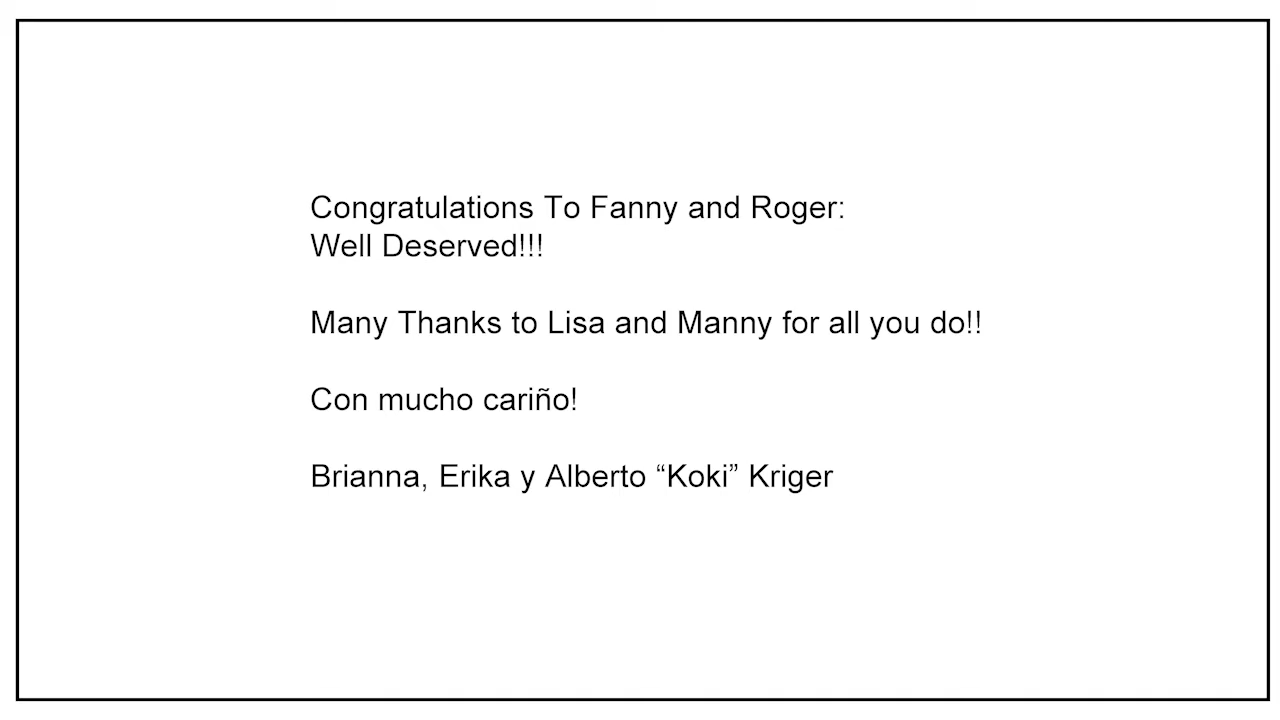 Congratulations To Fanny and Roger:
Well Deserved!!!
Many Thanks to Lisa and Manny for all you do!!
Con mucho cariño!
Brianna, Erika y Alberto “Koki” Kriger